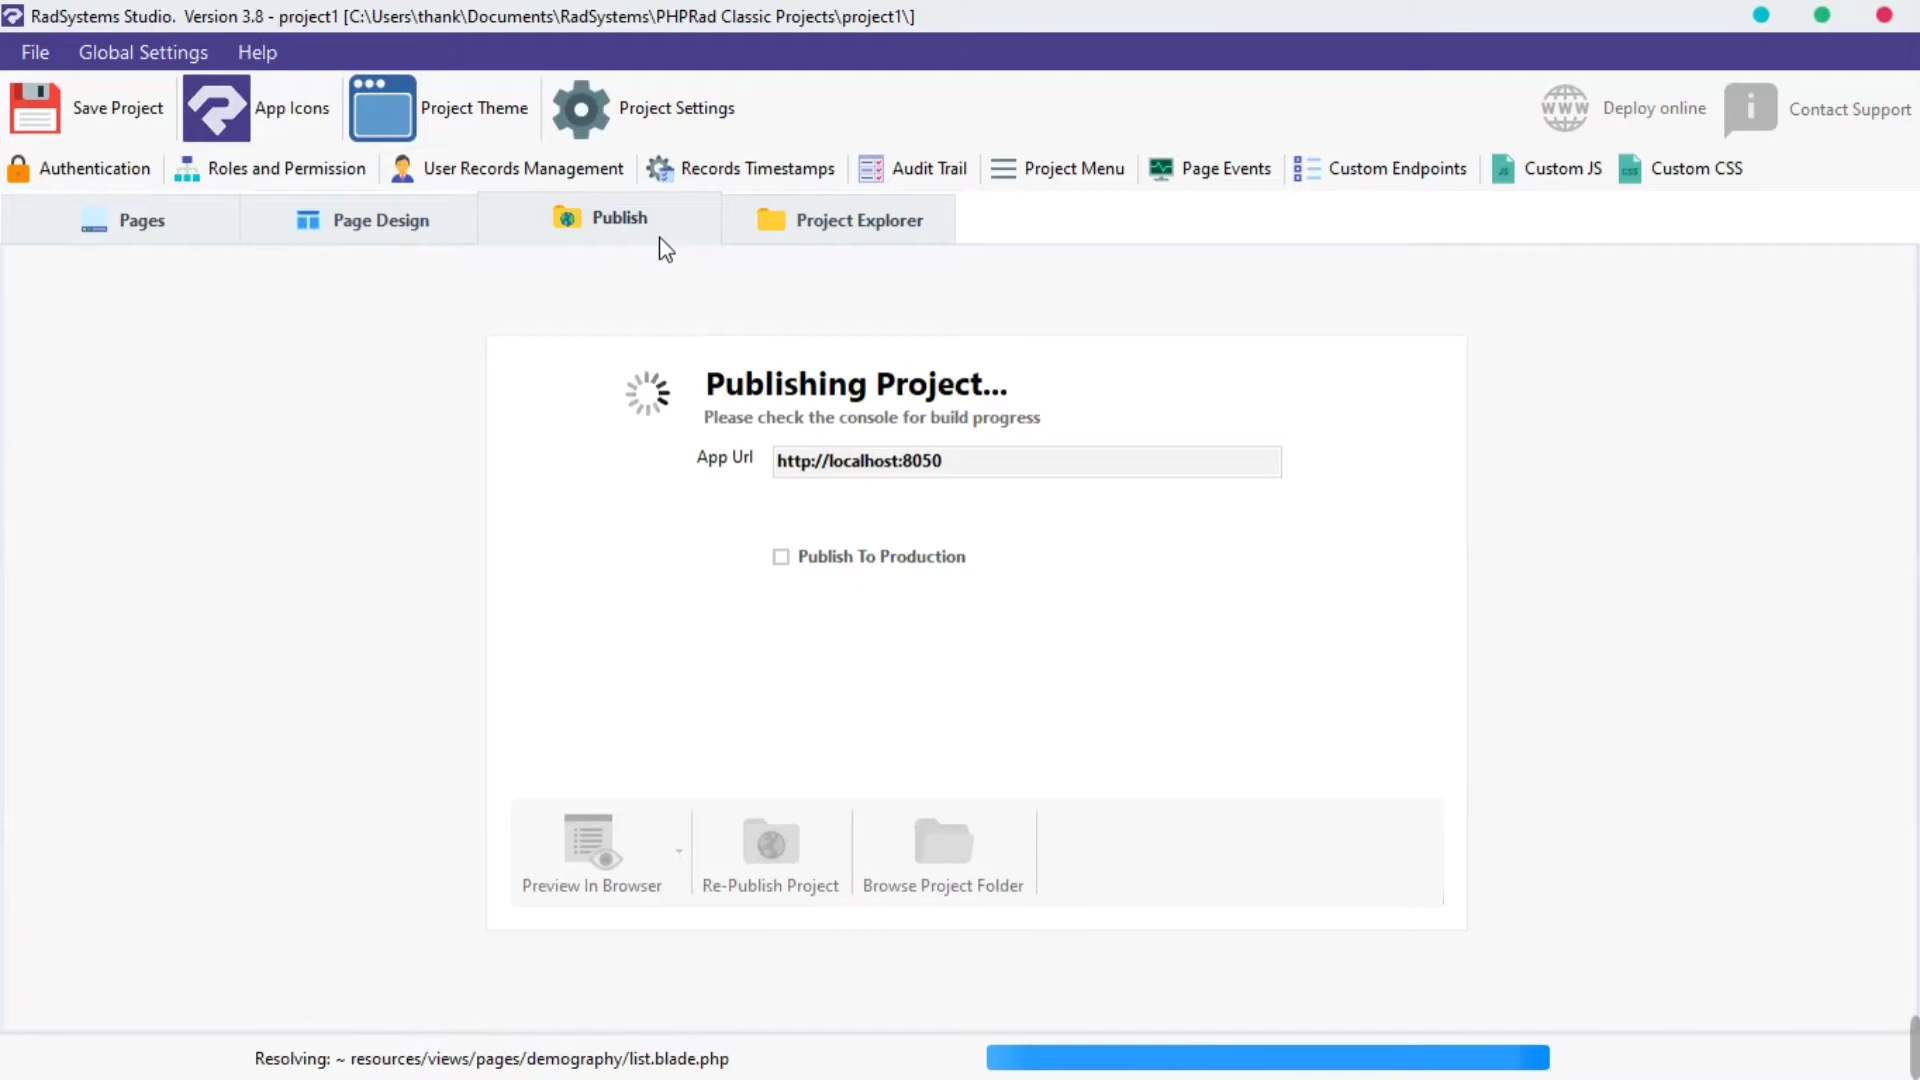 RadSystems Studio. Version 3.8 - project1 [C:\Users\thank\Documents\RadSystems\PHPRad Classic Projects\project1\]
File Global Settings Help
Save Project App Icons Project Theme Project Settings Deploy online Contact Support
Authentication Roles and Permission User Records Management Records Timestamps Audit Trail Project Menu Page Events Custom Endpoints Custom JS Custom CSS
Pages Page Design Publish Project Explorer
Publishing Project...
Please check the console for build progress
App Url http://localhost:8050
Publish To Production
Preview In Browser Re-Publish Project Browse Project Folder
Resolving: ~ resources/views/pages/demography/list.blade.php